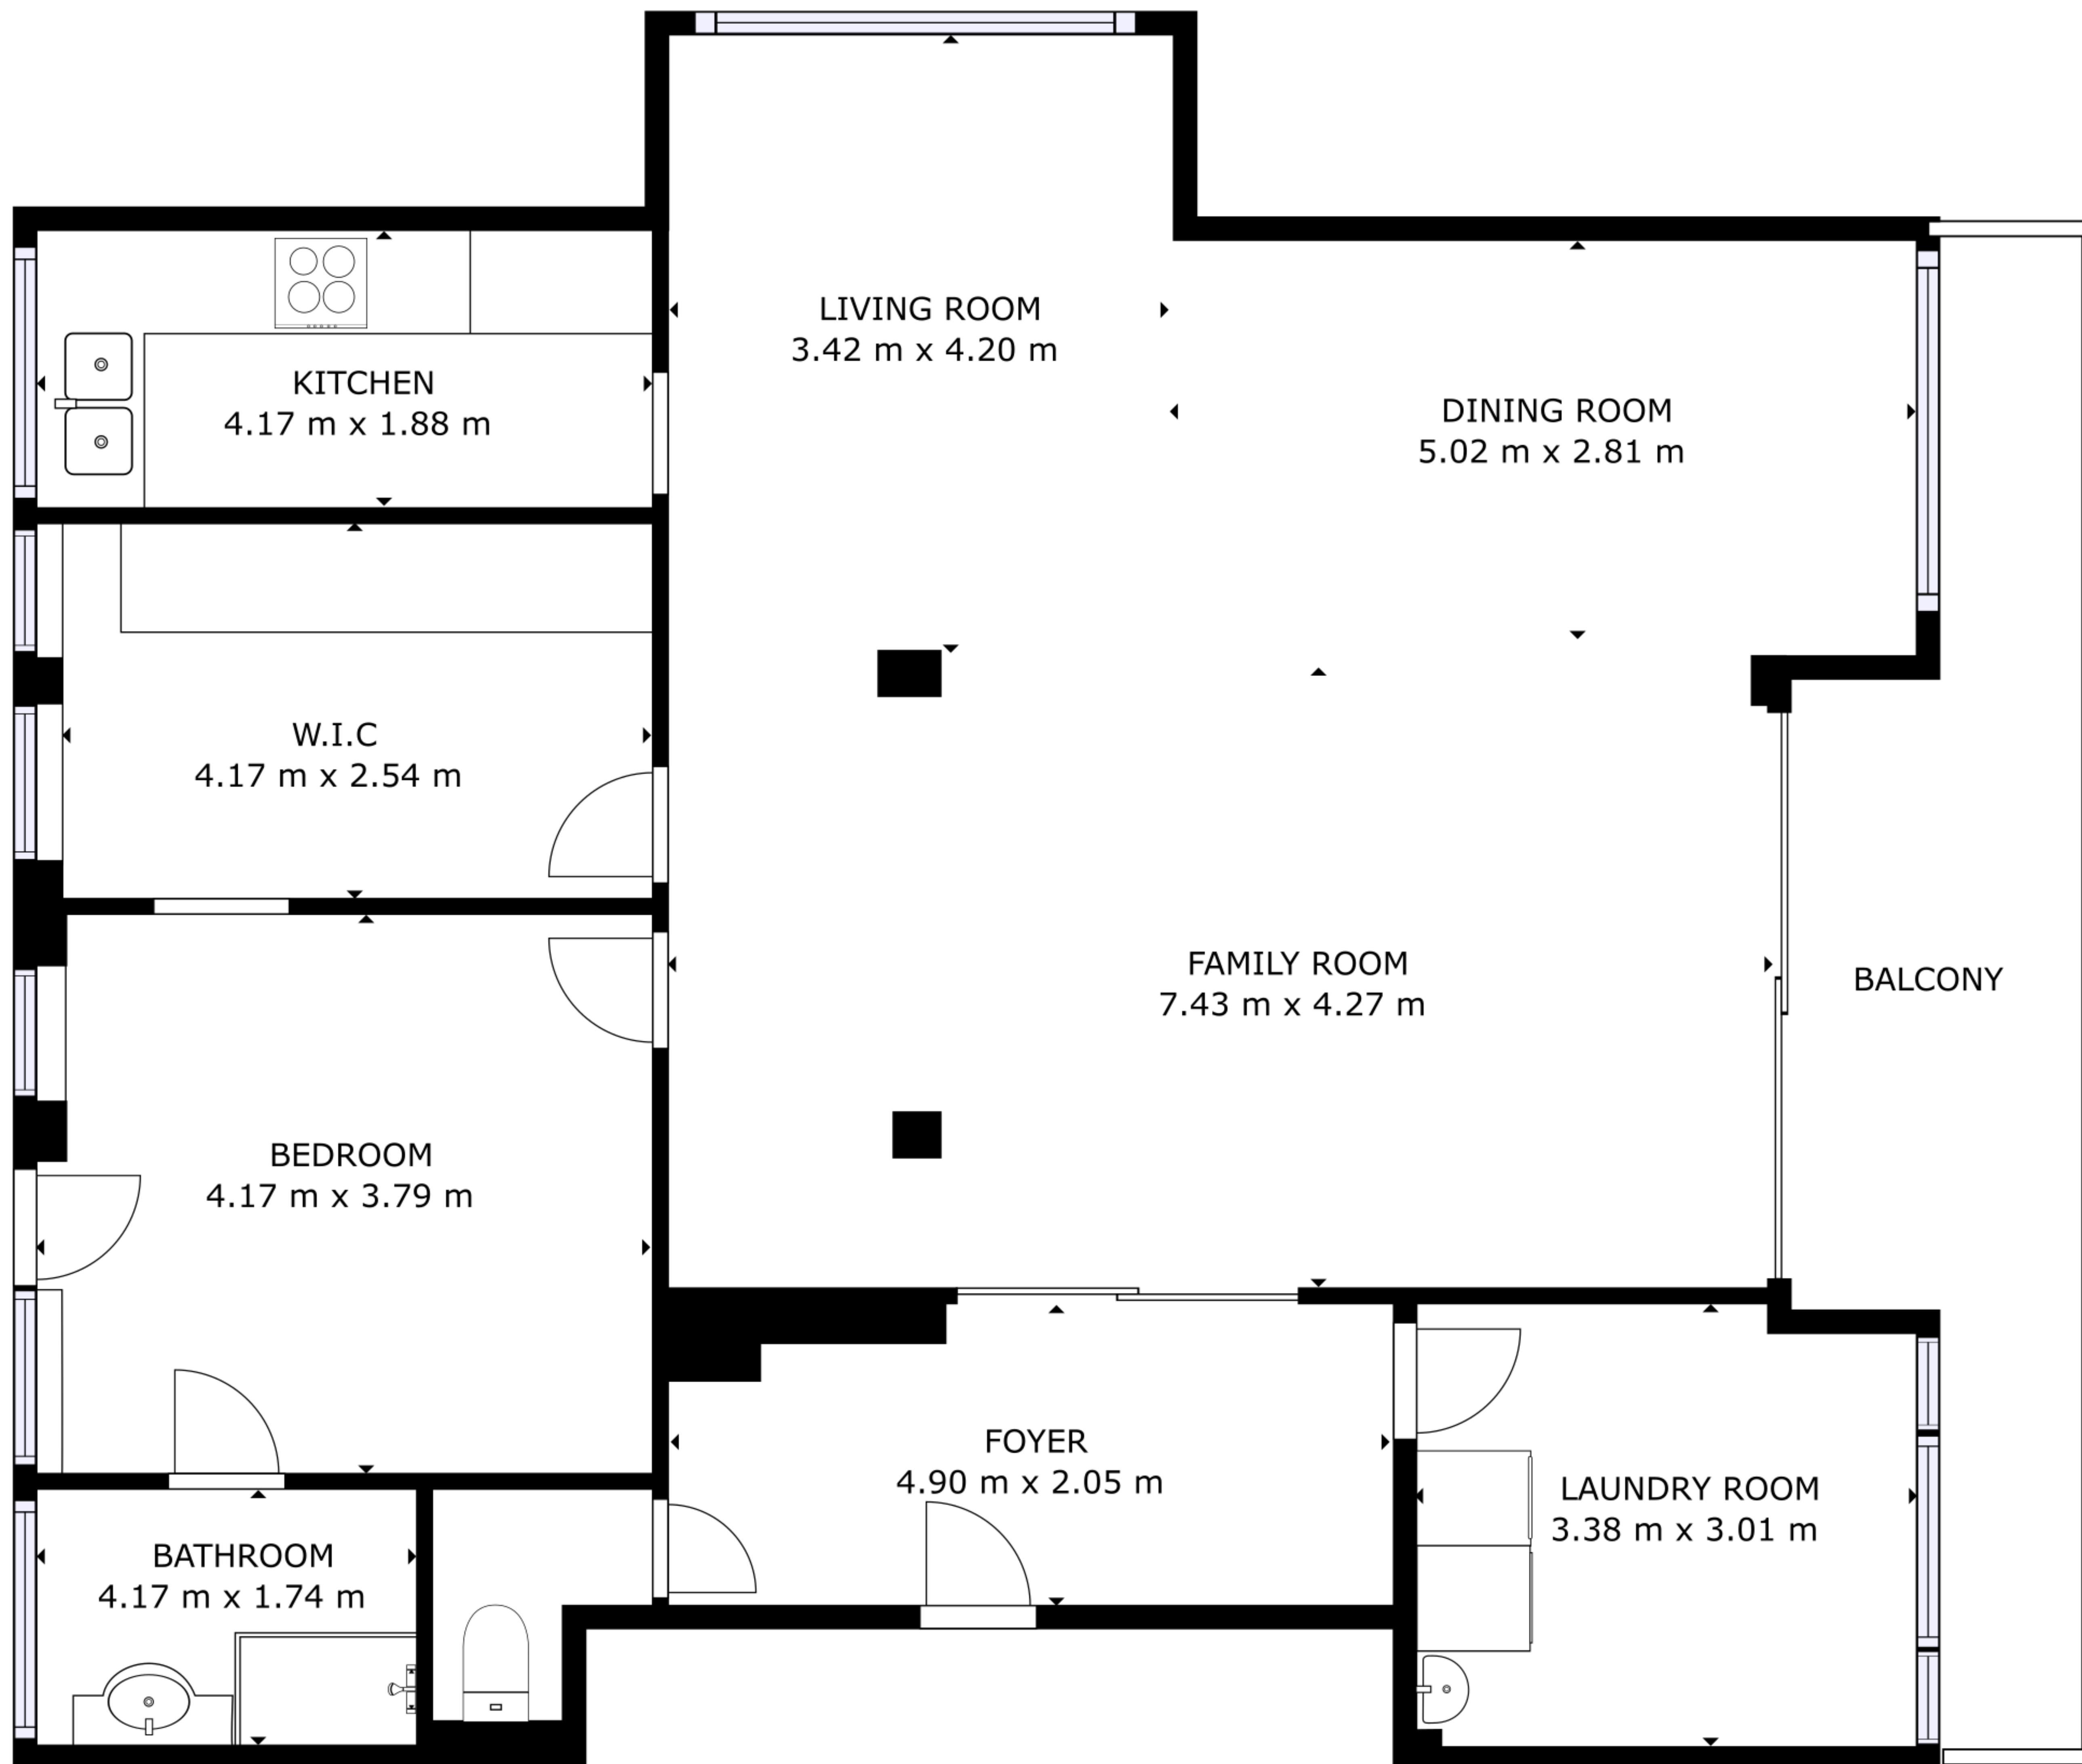 LIVING ROOM
3.42 m x 4.20 m
KITCHEN
4.17 m x 1.88 m
DINING ROOM
5.02 m x 2.81 m
W.I.C
4.17 m x 2.54 m
FAMILY ROOM
7.43 m x 4.27 m
BALCONY
BEDROOM
4.17 m x 3.79 m
FOYER
4.90 m x 2.05 m
LAUNDRY ROOM
3.38 m x 3.01 m
BATHROOM
4.17 m x 1.74 m